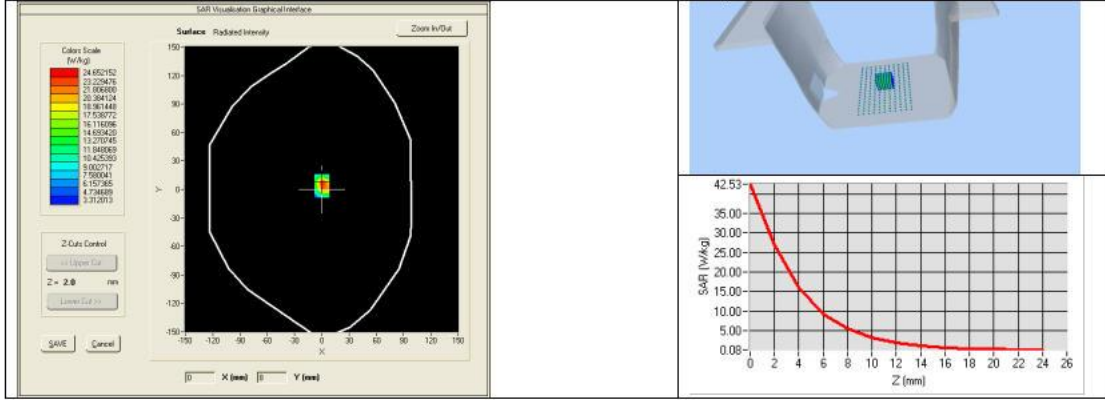 SAR Visualisation Graphical Interface
Surface Radiated Intensity
Zoom In/Out
Colors Scale
(W/kg)
24.652152
23.229476
21.806800
20.384124
18.961448
17.538772
16.116096
14.693420
13.270745
11.848069
10.425393
9.002717
7.580041
6.157365
4.734689
3.312013
150
120
90
60
30
0
-30
-60
-90
-120
-150
Y
-150 -120 -90 -60 -30 0 30 60 90 120 150
X
Z-Cuts Control
<< Upper Cut
Z = 2.0 mm
Lower Cut >>
SAVE Cancel
0 X (mm) 0 Y (mm)
42.53
35.00
30.00
25.00
20.00
15.00
10.00
5.00
0.08
SAR (W/kg)
0 2 4 6 8 10 12 14 16 18 20 22 24 26
Z (mm)